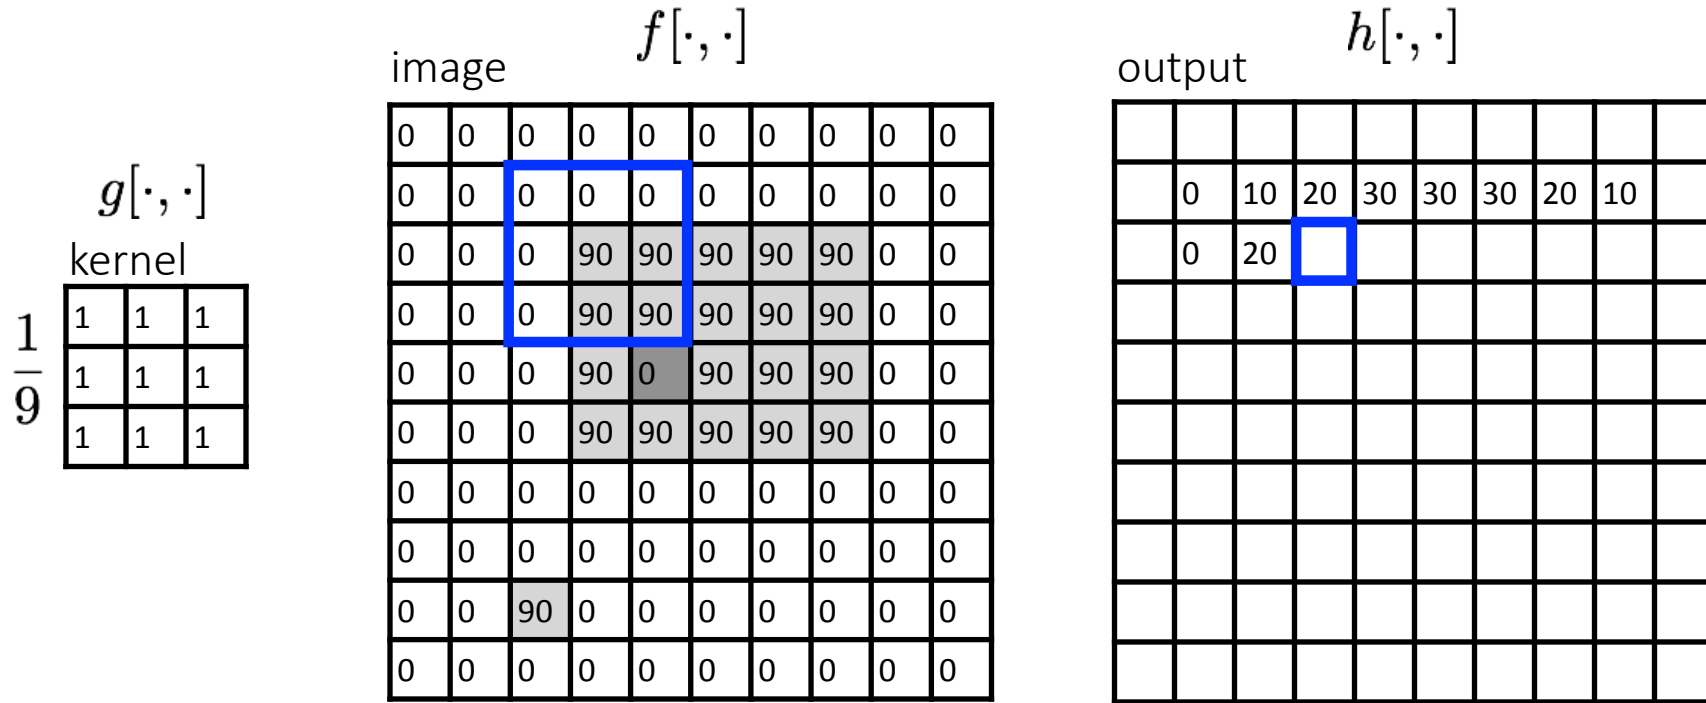 g[·, ·]
kernel
1/9
1 1 1
1 1 1
1 1 1
f[·, ·]
image
0 0 0 0 0 0 0 0 0 0
0 0 0 0 0 0 0 0 0 0
0 0 0 90 90 90 90 90 0 0
0 0 0 90 90 90 90 90 0 0
0 0 0 90 0 90 90 90 0 0
0 0 0 90 90 90 90 90 0 0
0 0 0 0 0 0 0 0 0 0
0 0 0 0 0 0 0 0 0 0
0 0 90 0 0 0 0 0 0 0
0 0 0 0 0 0 0 0 0 0
h[·, ·]
output
0 10 20 30 30 30 20 10
0 20